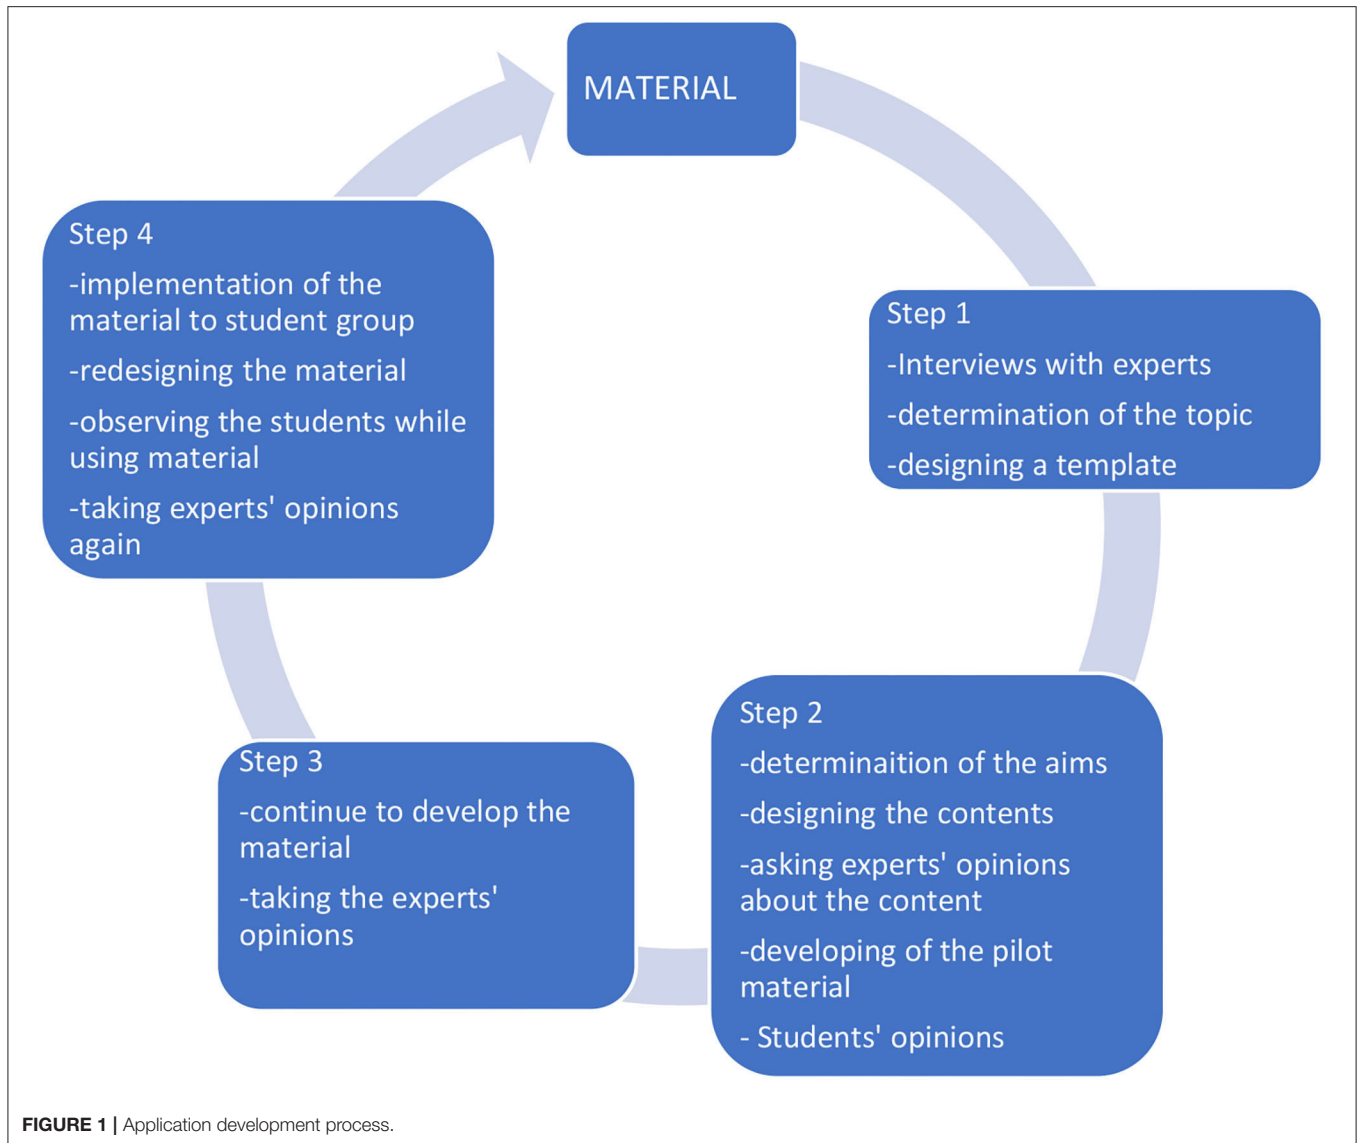 MATERIAL
Step 1
-Interviews with experts
-determination of the topic
-designing a template
Step 2
-determinaition of the aims
-designing the contents
-asking experts' opinions
about the content
-developing of the pilot
material
- Students' opinions
Step 3
-continue to develop the
material
-taking the experts'
opinions
Step 4
-implementation of the
material to student group
-redesigning the material
-observing the students while
using material
-taking experts' opinions
again
FIGURE 1 | Application development process.